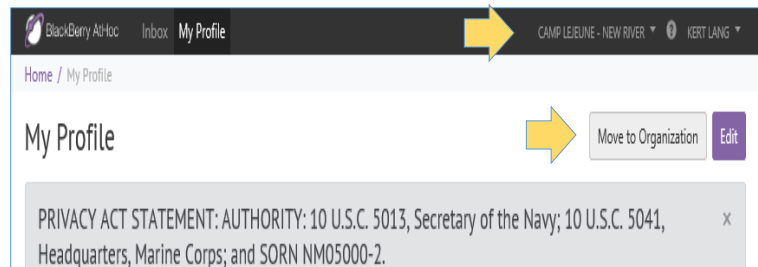 BlackBerry AtHoc Inbox My Profile CAMP LEJEUNE - NEW RIVER ? KERT LANG
Home / My Profile
My Profile Move to Organization Edit
PRIVACY ACT STATEMENT: AUTHORITY: 10 U.S.C. 5013, Secretary of the Navy; 10 U.S.C. 5041, ×
Headquarters, Marine Corps; and SORN NM05000-2.